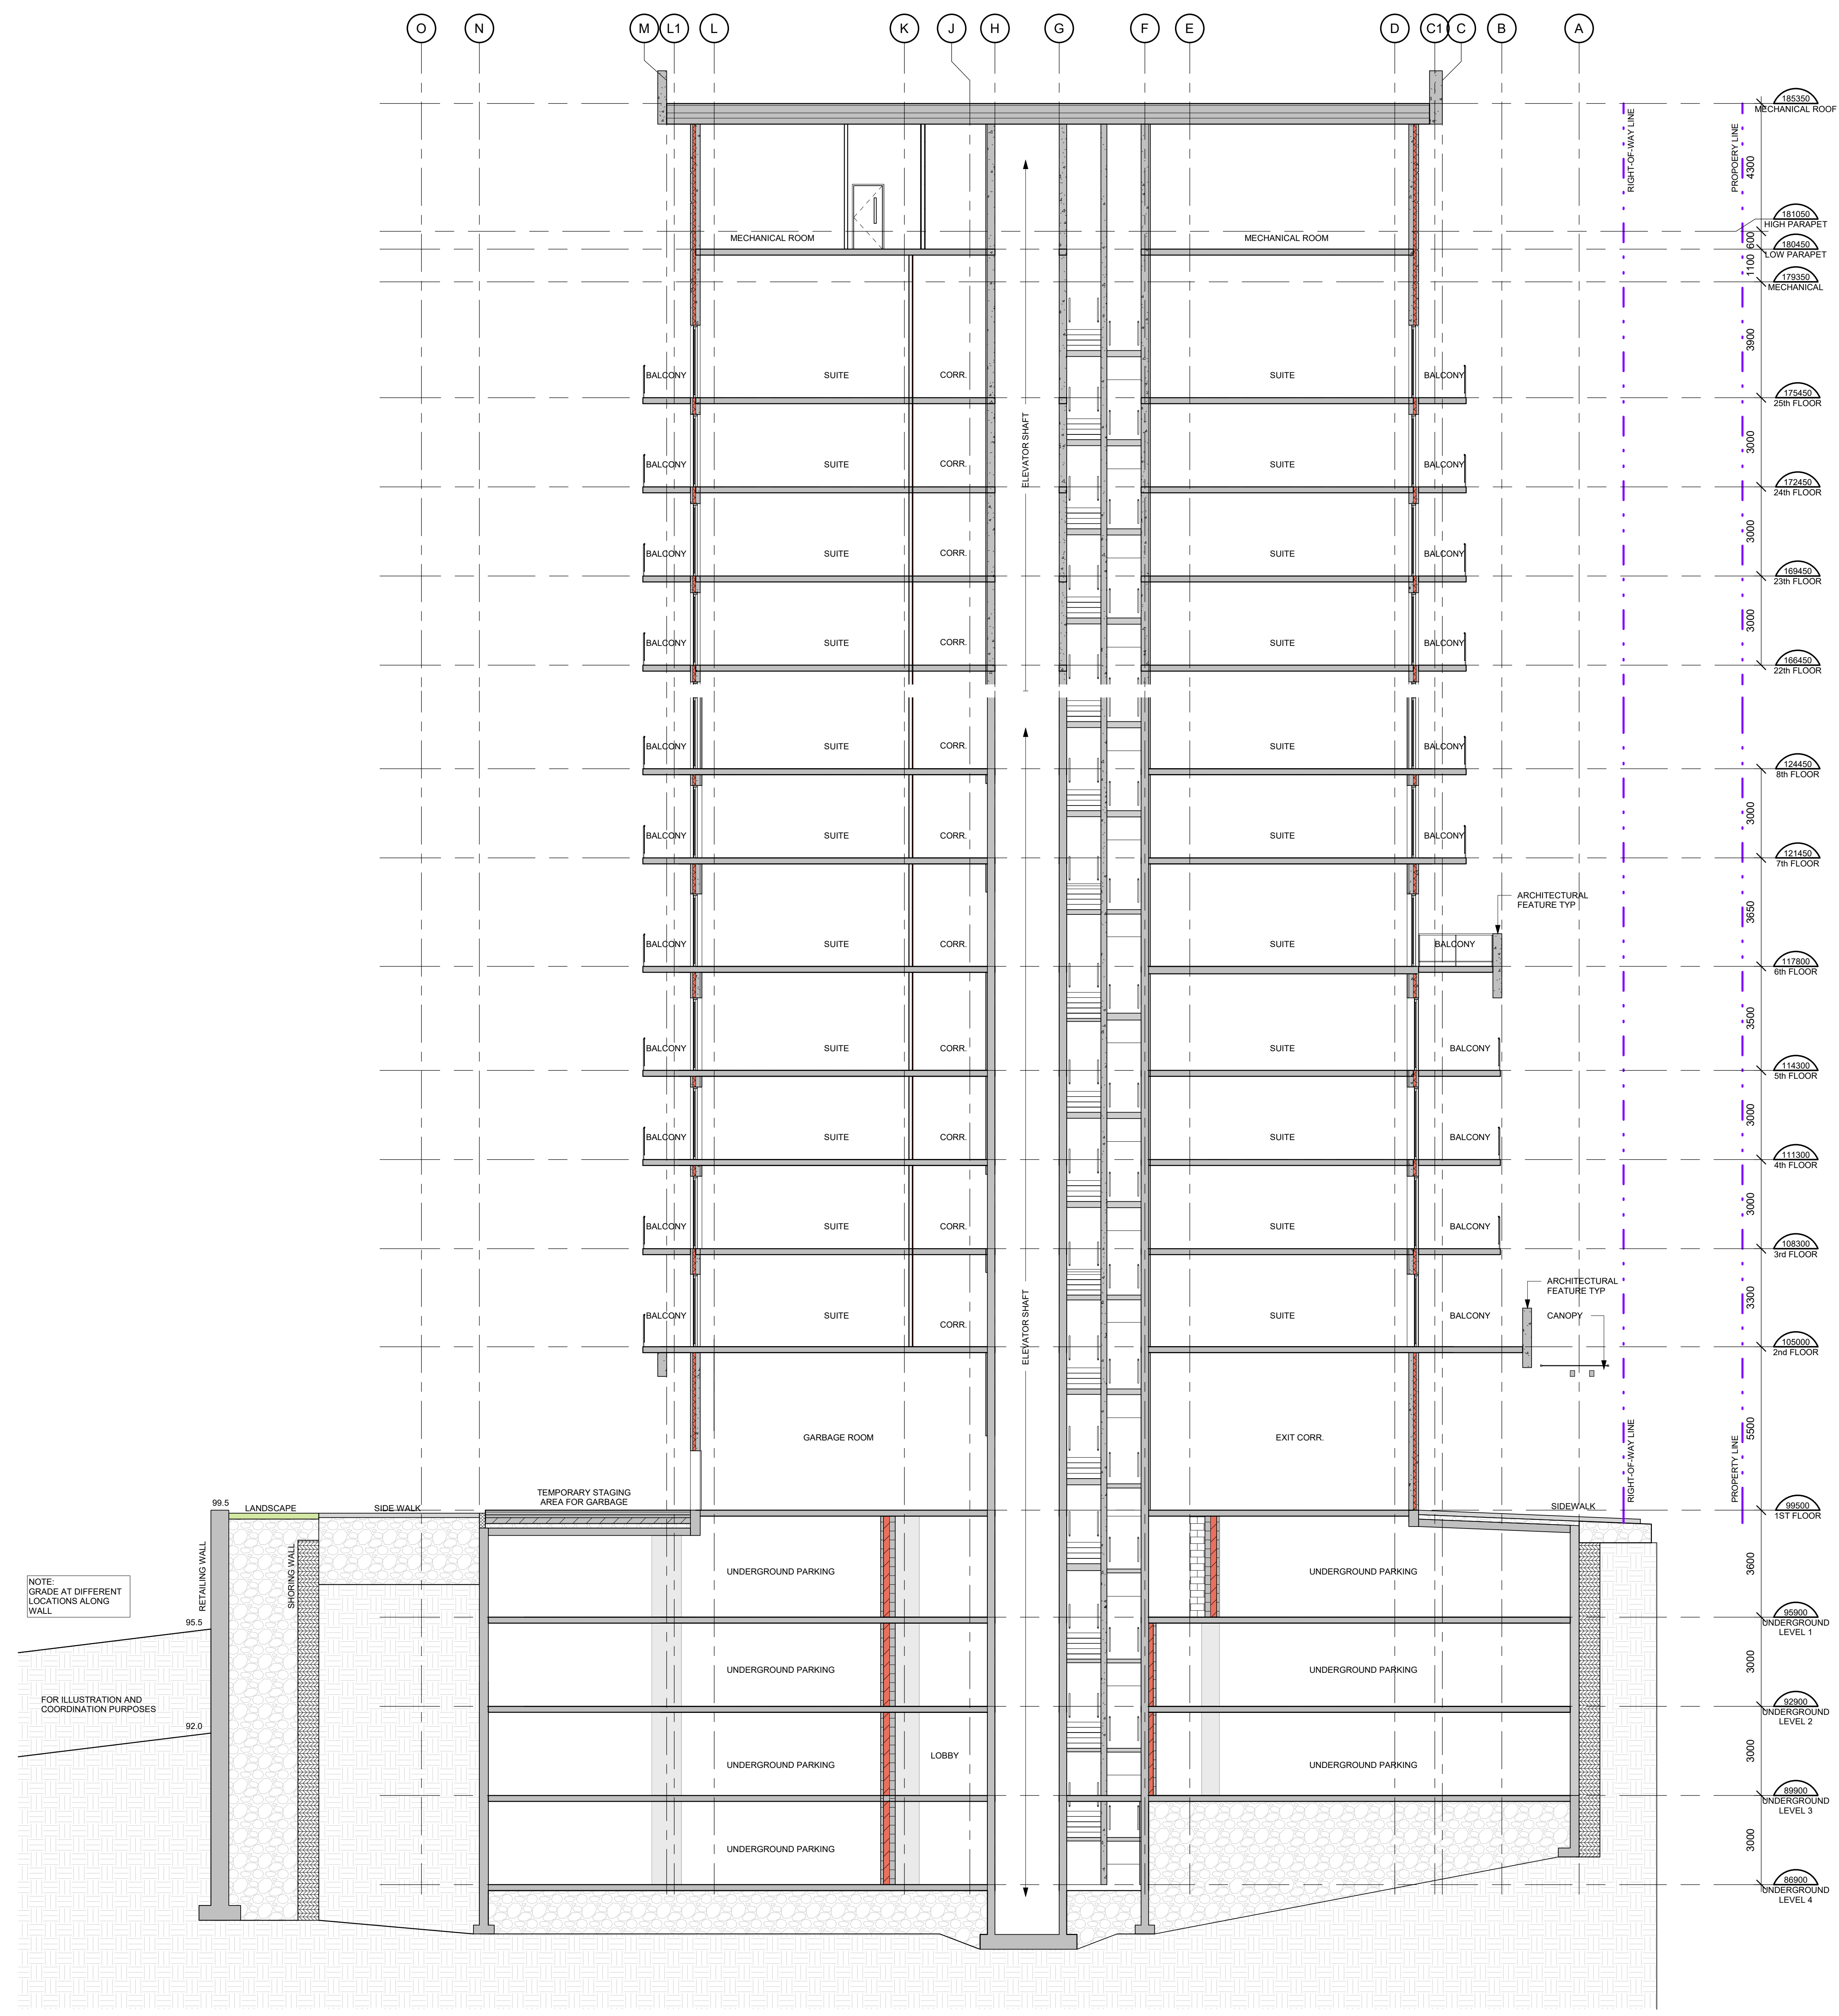 O N M L1 L K J H G F E D C1 C B A
185350
MECHANICAL ROOF
RIGHT-OF-WAY LINE
PROPOERY LINE
4300
181050
HIGH PARAPET
600
MECHANICAL ROOM
MECHANICAL ROOM
180450
LOW PARAPET
1100
179350
MECHANICAL
3900
BALCONY SUITE CORR. SUITE BALCONY
175450
25th FLOOR
ELEVATOR SHAFT
3000
BALCONY SUITE CORR. SUITE BALCONY
172450
24th FLOOR
3000
BALCONY SUITE CORR. SUITE BALCONY
169450
23th FLOOR
3000
BALCONY SUITE CORR. SUITE BALCONY
166450
22th FLOOR
BALCONY SUITE CORR. SUITE BALCONY
124450
8th FLOOR
3000
BALCONY SUITE CORR. SUITE BALCONY
121450
7th FLOOR
ARCHITECTURAL
FEATURE TYP
3650
BALCONY SUITE CORR. SUITE BALCONY
117800
6th FLOOR
3500
BALCONY SUITE CORR. SUITE BALCONY
114300
5th FLOOR
3000
BALCONY SUITE CORR. SUITE BALCONY
111300
4th FLOOR
3000
BALCONY SUITE CORR. SUITE BALCONY
108300
3rd FLOOR
ARCHITECTURAL
FEATURE TYP
3300
ELEVATOR SHAFT
BALCONY SUITE CORR. SUITE BALCONY CANOPY
105000
2nd FLOOR
5500
GARBAGE ROOM
EXIT CORR.
RIGHT-OF-WAY LINE
PROPERTY LINE
TEMPORARY STAGING
AREA FOR GARBAGE
99.5
LANDSCAPE
SIDE WALK
SIDEWALK
99500
1ST FLOOR
3600
RETAILING WALL
SHORING WALL
UNDERGROUND PARKING
UNDERGROUND PARKING
NOTE:
GRADE AT DIFFERENT
LOCATIONS ALONG
WALL
95.5
95900
UNDERGROUND
LEVEL 1
3000
UNDERGROUND PARKING
UNDERGROUND PARKING
FOR ILLUSTRATION AND
COORDINATION PURPOSES
92.0
92900
UNDERGROUND
LEVEL 2
3000
LOBBY
UNDERGROUND PARKING
UNDERGROUND PARKING
89900
UNDERGROUND
LEVEL 3
3000
UNDERGROUND PARKING
86900
UNDERGROUND
LEVEL 4